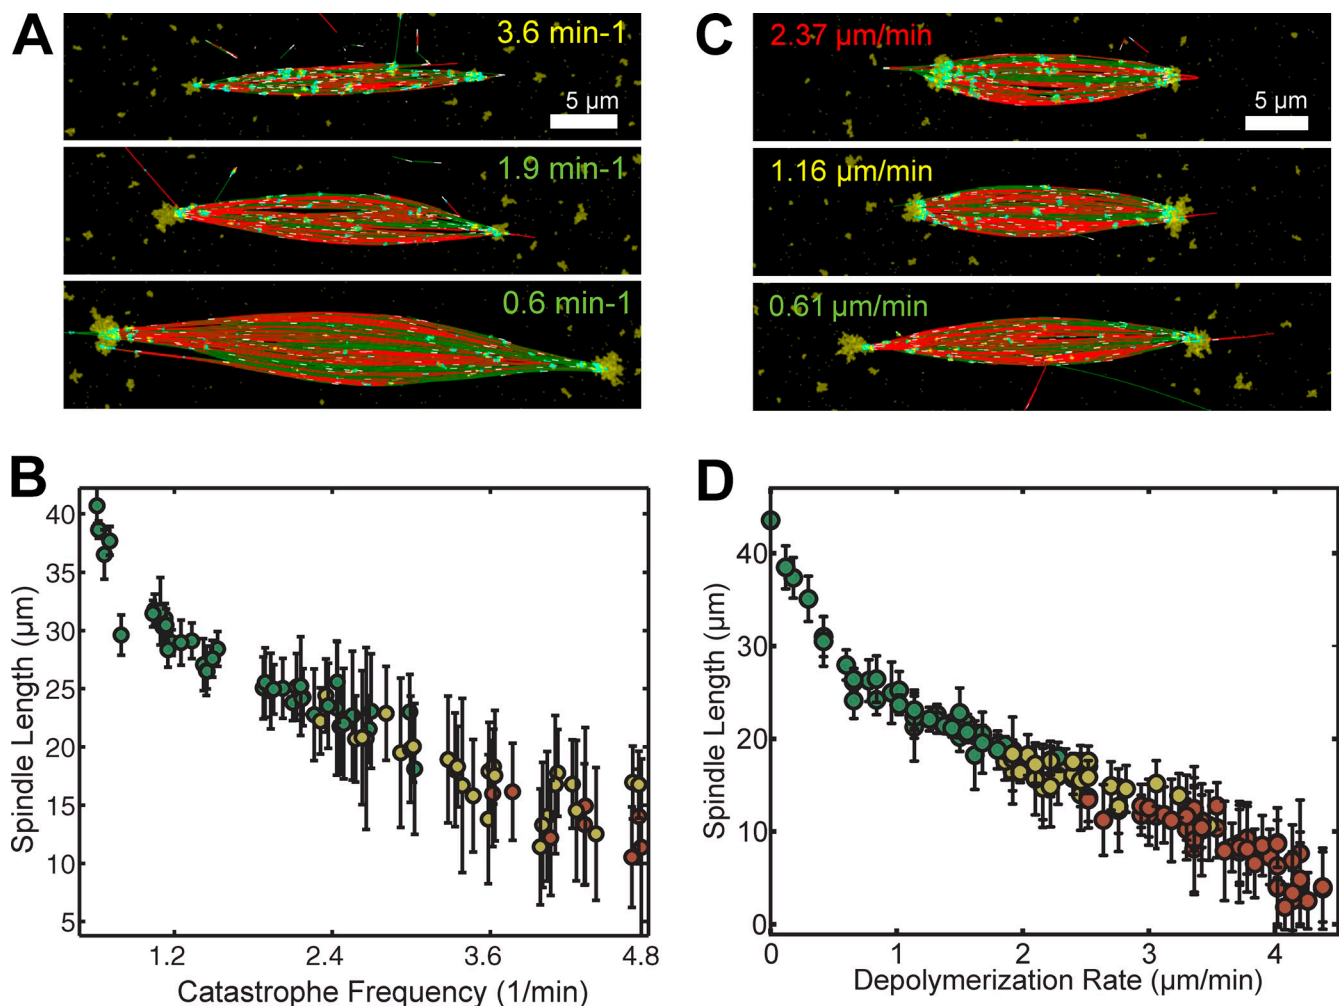 A
3.6 min-1
5 µm
1.9 min-1
0.6 min-1
C
2.37 µm/min
5 µm
1.16 µm/min
0.61 µm/min
B
Spindle Length (µm)
40
35
30
25
20
15
10
5
1.2
2.4
3.6
4.8
Catastrophe Frequency (1/min)
D
Spindle Length (µm)
40
30
20
10
0
0
1
2
3
4
Depolymerization Rate (µm/min)